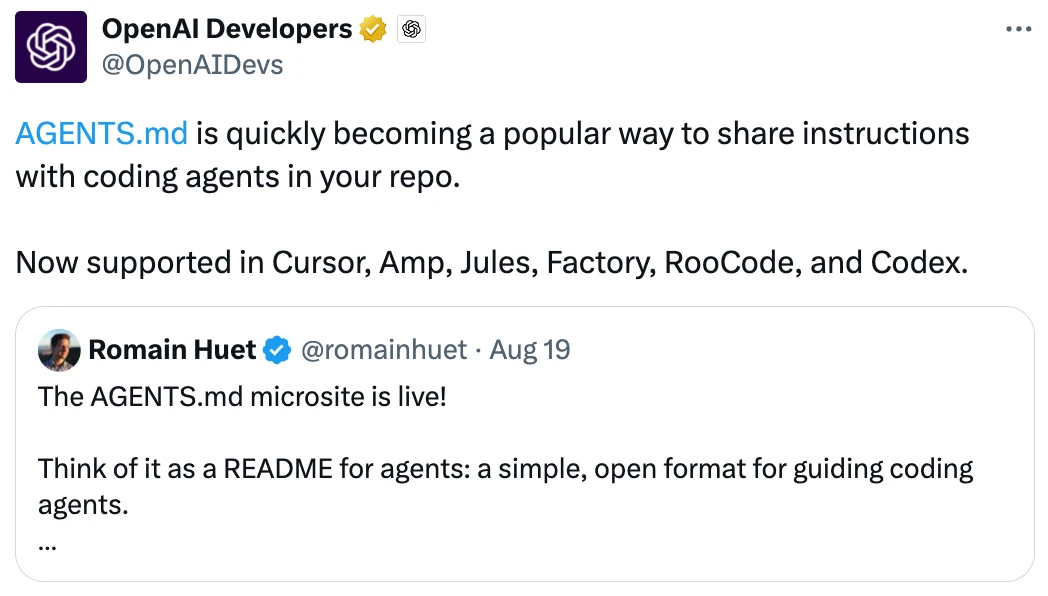 OpenAI Developers
@OpenAIDevs
AGENTS.md is quickly becoming a popular way to share instructions
with coding agents in your repo.
Now supported in Cursor, Amp, Jules, Factory, RooCode, and Codex.
Romain Huet @romainhuet · Aug 19
The AGENTS.md microsite is live!
Think of it as a README for agents: a simple, open format for guiding coding
agents.
...